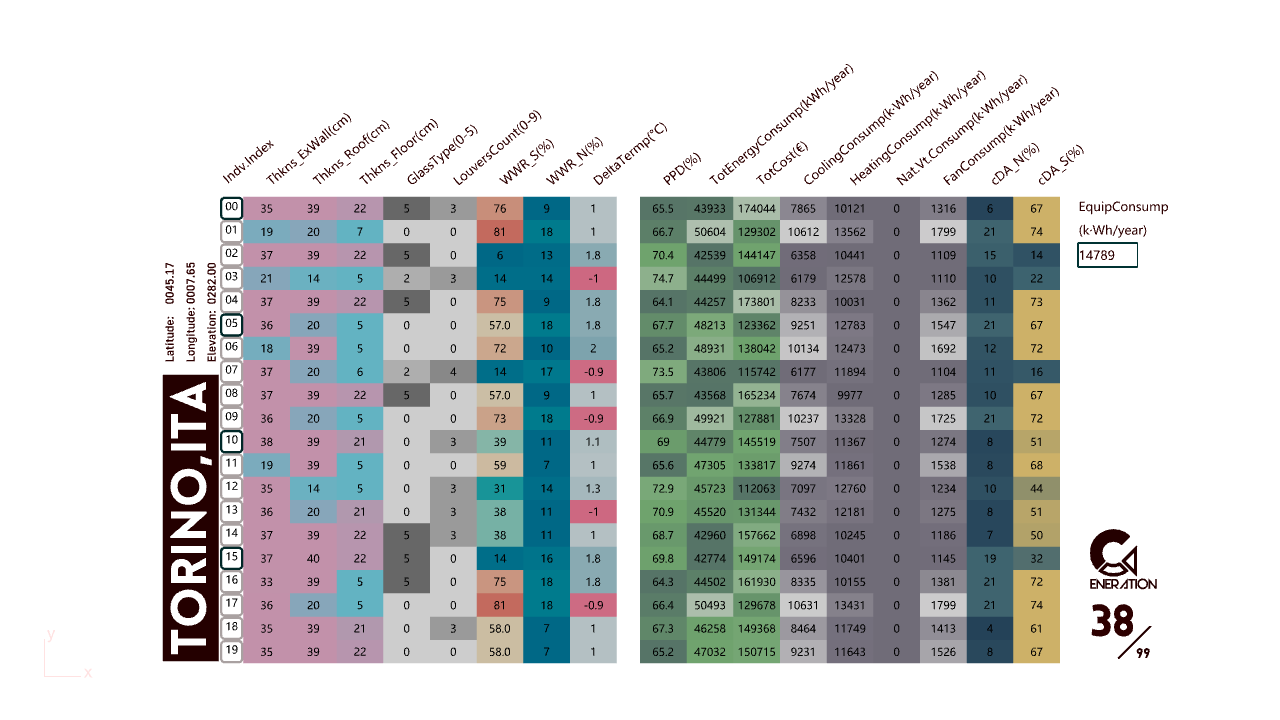 Indv.Index Thkns_ExWall(cm) Thkns_Roof(cm) Thkns_Floor(cm) GlassType(0-5) LouversCount(0-9) WWR_S(%) WWR_N(%) DeltaTermp(°C) PPD(%) TotEnergyConsump(kWh/year) TotCost(€) CoolingConsump(k·Wh/year) HeatingConsump(k·Wh/year) Nat.Vt.Consump(k·Wh/year) FanConsump(k·Wh/year) cDA_N(%) cDA_S(%)
00 35 39 22 5 3 76 9 1 65.5 43933 174044 7865 10121 0 1316 6 67
01 19 20 7 0 0 81 18 1 66.7 50604 129302 10612 13562 0 1799 21 74
02 37 39 22 5 0 6 13 1.8 70.4 42539 144147 6358 10441 0 1109 15 14
03 21 14 5 2 3 14 14 -1 74.7 44499 106912 6179 12578 0 1110 10 22
04 37 39 22 5 0 75 9 1.8 64.1 44257 173801 8233 10031 0 1362 11 73
05 36 20 5 0 0 57.0 18 1.8 67.7 48213 123362 9251 12783 0 1547 21 67
06 18 39 5 0 0 72 10 2 65.2 48931 138042 10134 12473 0 1692 12 72
07 37 20 6 2 4 14 17 -0.9 73.5 43806 115742 6177 11894 0 1104 11 16
08 37 39 22 5 0 57.0 9 1 65.7 43568 165234 7674 9977 0 1285 10 67
09 36 20 5 0 0 73 18 -0.9 66.9 49921 127881 10237 13328 0 1725 21 72
10 38 39 21 0 3 39 11 1.1 69 44779 145519 7507 11367 0 1274 8 51
11 19 39 5 0 0 59 7 1 65.6 47305 133817 9274 11861 0 1538 8 68
12 35 14 5 0 3 31 14 1.3 72.9 45723 112063 7097 12760 0 1234 10 44
13 36 20 21 0 3 38 11 -1 70.9 45520 131344 7432 12181 0 1275 8 51
14 37 39 22 5 3 38 11 1 68.7 42960 157662 6898 10245 0 1186 7 50
15 37 40 22 5 0 14 16 1.8 69.8 42774 149174 6596 10401 0 1145 19 32
16 33 39 5 5 0 75 18 1.8 64.3 44502 161930 8335 10155 0 1381 21 72
17 36 20 5 0 0 81 18 -0.9 66.4 50493 129678 10631 13431 0 1799 21 74
18 35 39 21 0 3 58.0 7 1 67.3 46258 149368 8464 11749 0 1413 4 61
19 35 39 22 0 0 58.0 7 1 65.2 47032 150715 9231 11643 0 1526 8 67
EquipConsump
(k·Wh/year)
14789
Latitude: 0045.17
Longitude: 0007.65
Elevation: 0282.00
TORINO,ITA
ENERATION
38/99
y
x